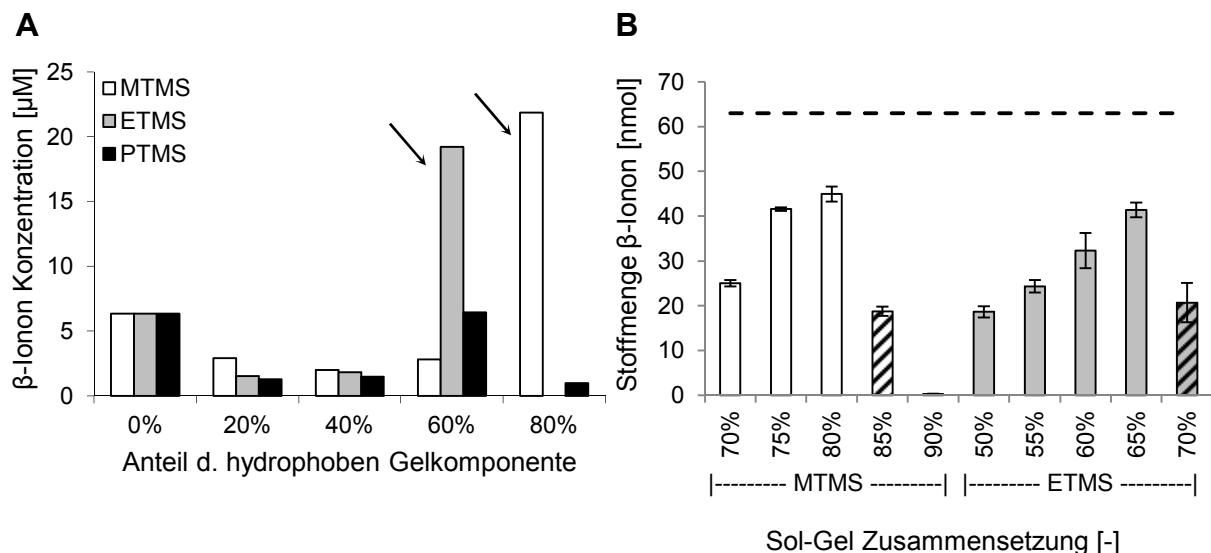 A
β-Ionon Konzentration [µM]
25
20
15
10
5
0
MTMS
ETMS
PTMS
0% 20% 40% 60% 80%
Anteil d. hydrophoben Gelkomponente
B
Stoffmenge β-Ionon [nmol]
70
60
50
40
30
20
10
0
70% 75% 80% 85% 90% 50% 55% 60% 65% 70%
|--------- MTMS ---------| |--------- ETMS ---------|
Sol-Gel Zusammensetzung [-]